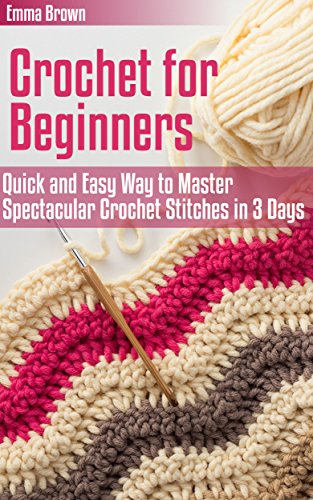 Emma Brown
Crochet for
Beginners
Quick and Easy Way to Master
Spectacular Crochet Stitches in 3 Days